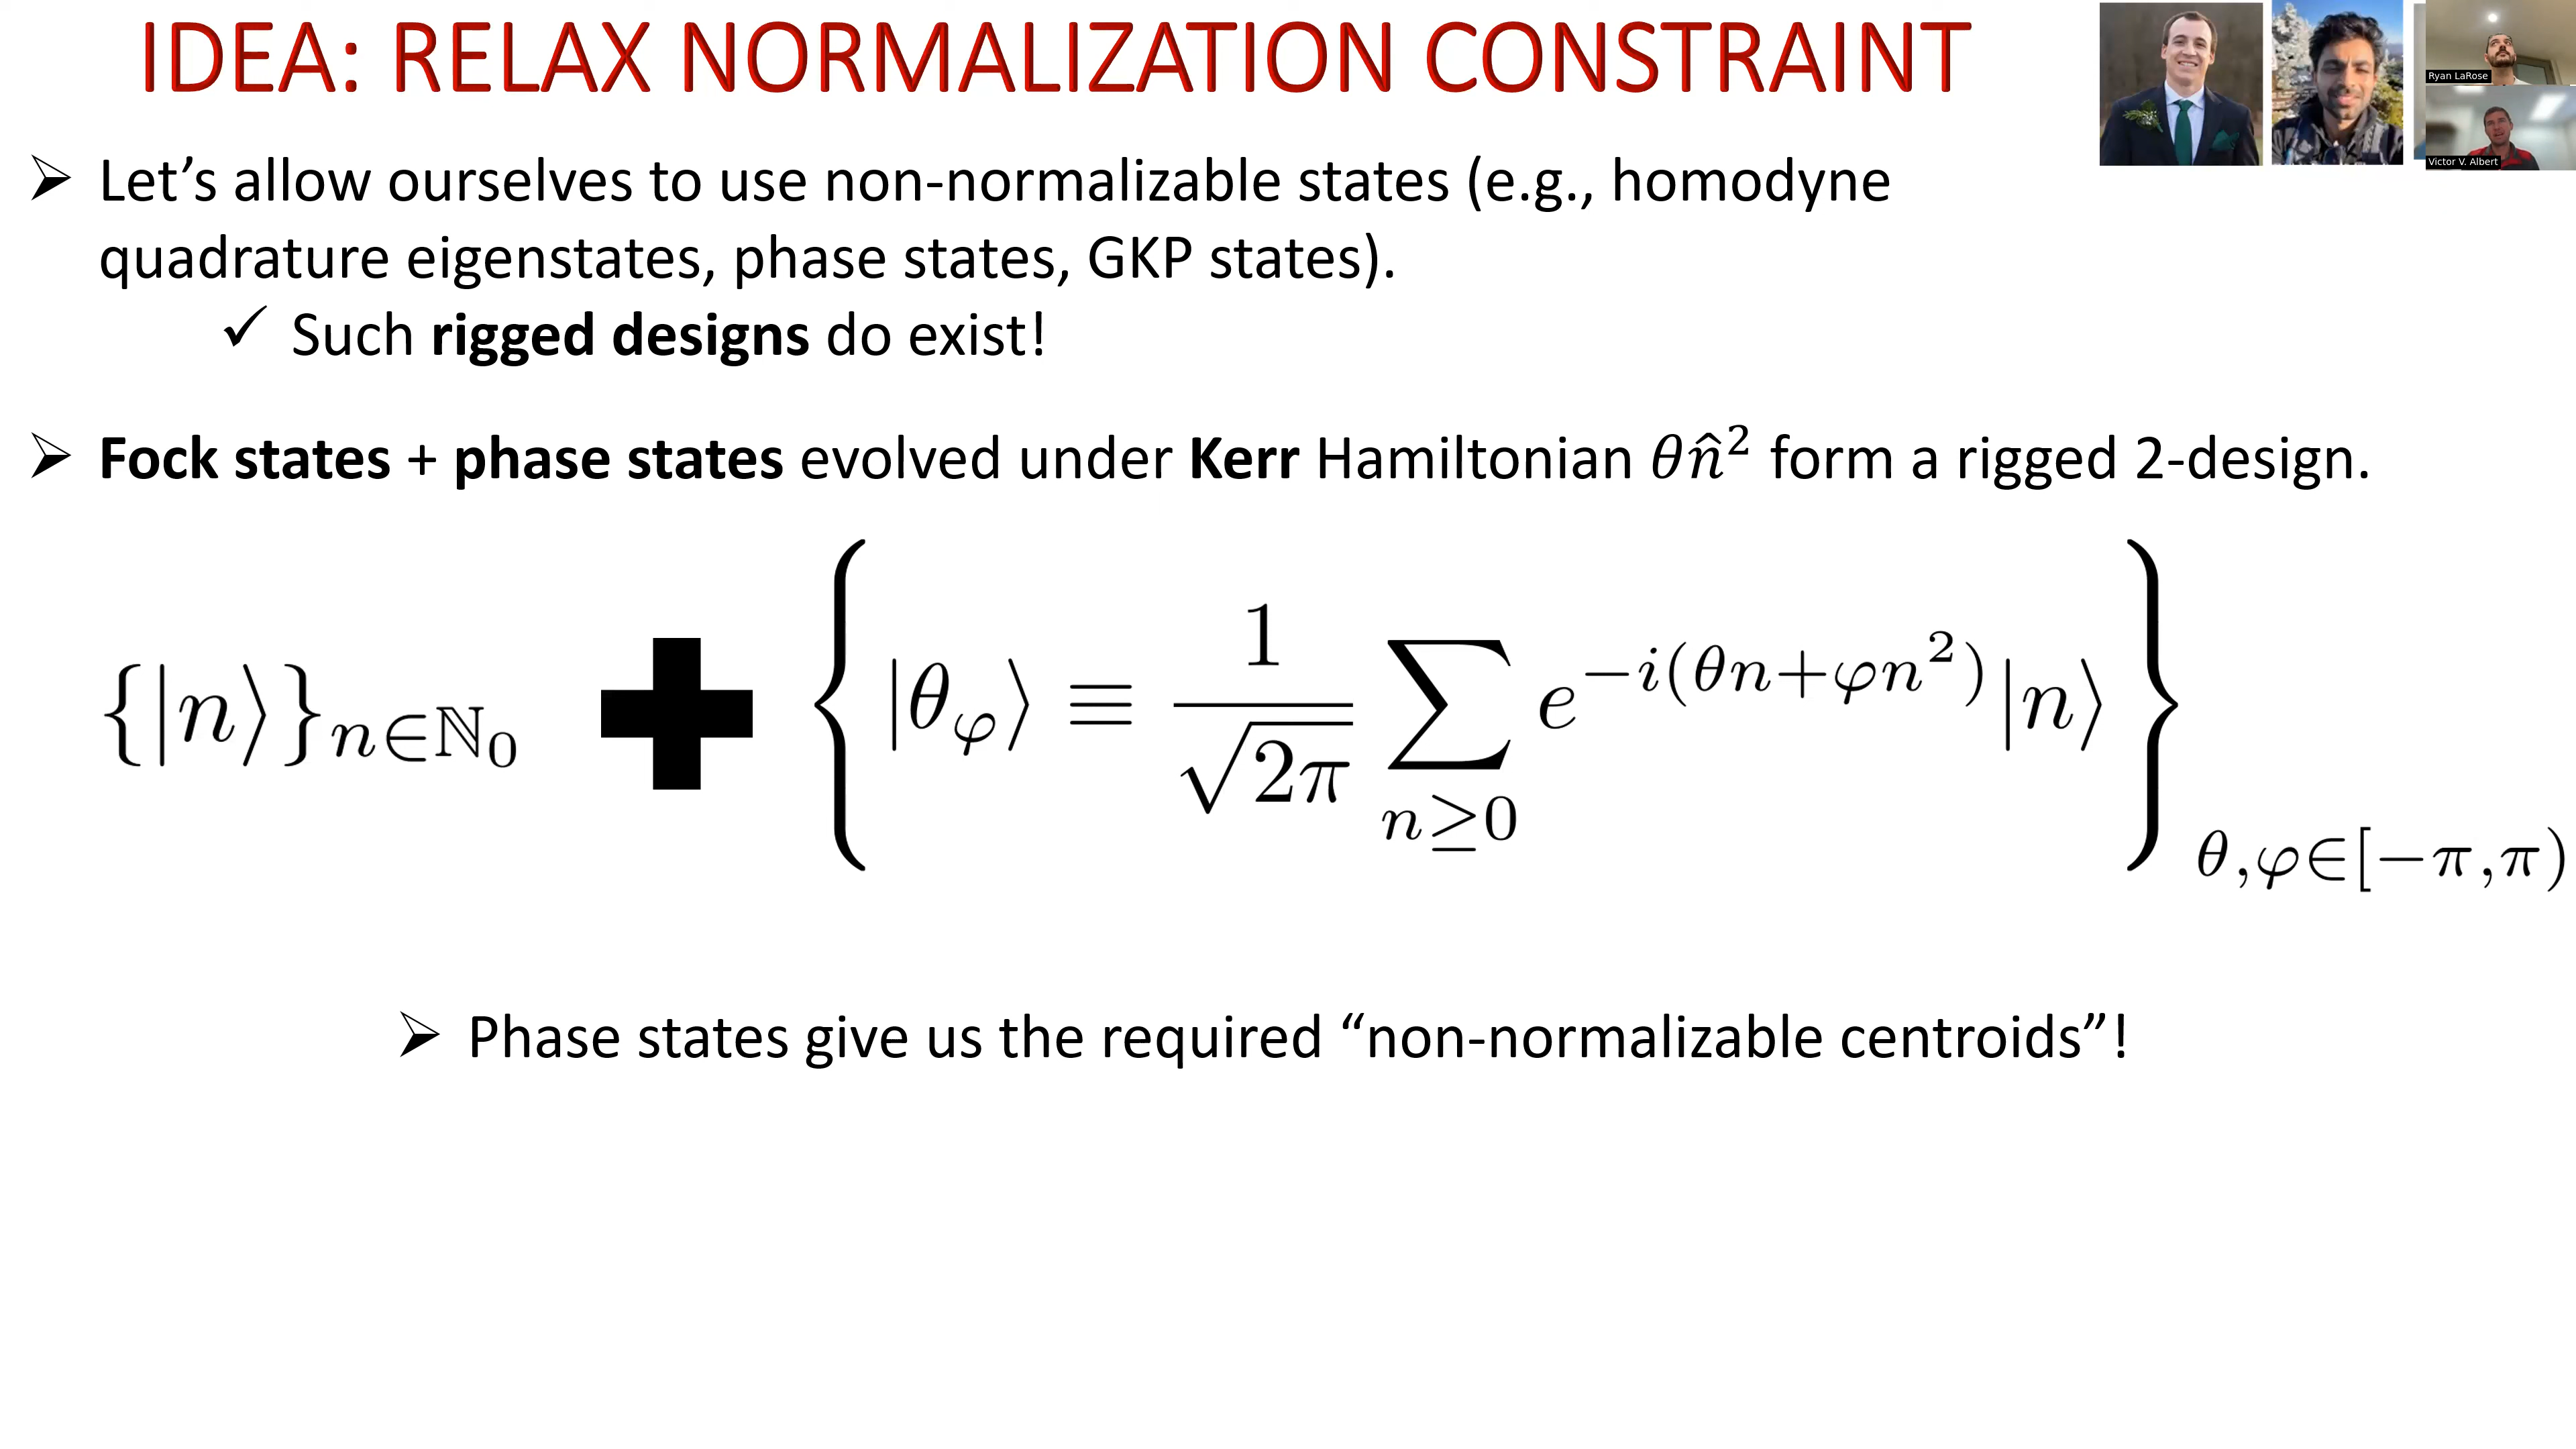 IDEA: RELAX NORMALIZATION CONSTRAINT
Ryan LaRose
Victor V. Albert
➢ Let’s allow ourselves to use non-normalizable states (e.g., homodyne
quadrature eigenstates, phase states, GKP states).
✓ Such rigged designs do exist!
➢ Fock states + phase states evolved under Kerr Hamiltonian θn̂² form a rigged 2-design.
{|n⟩}_{n∈ℕ₀} + { |θ_φ⟩ ≡ 1/√(2π) ∑_{n≥0} e^{−i(θn+φn²)} |n⟩ }_{θ,φ∈[−π,π)}
➢ Phase states give us the required “non-normalizable centroids”!